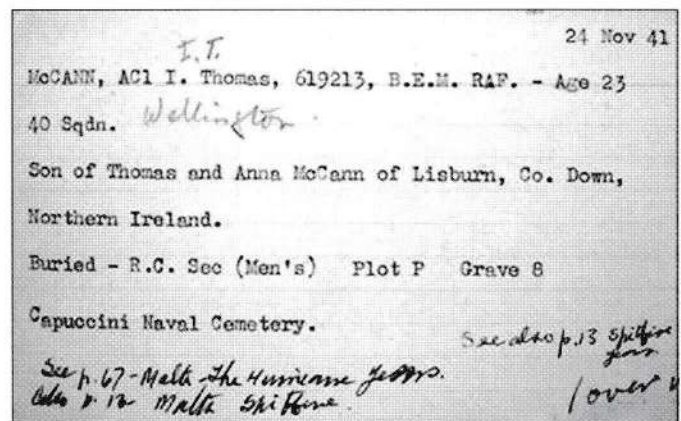 24 Nov 41
I.T.
McCANN, AC1 I. Thomas, 619213, B.E.M. RAF. - Age 23
40 Sqdn. Wellington.
Son of Thomas and Anna McCann of Lisburn, Co. Down,
Northern Ireland.
Buried - R.C. Sec (Men's) Plot P Grave 8
Capuccini Naval Cemetery.
See also p.13 Spitfire
years
See p.67 - Malta - The Hurricane Years.
Also p. 13 Malta Spitfire.
/over